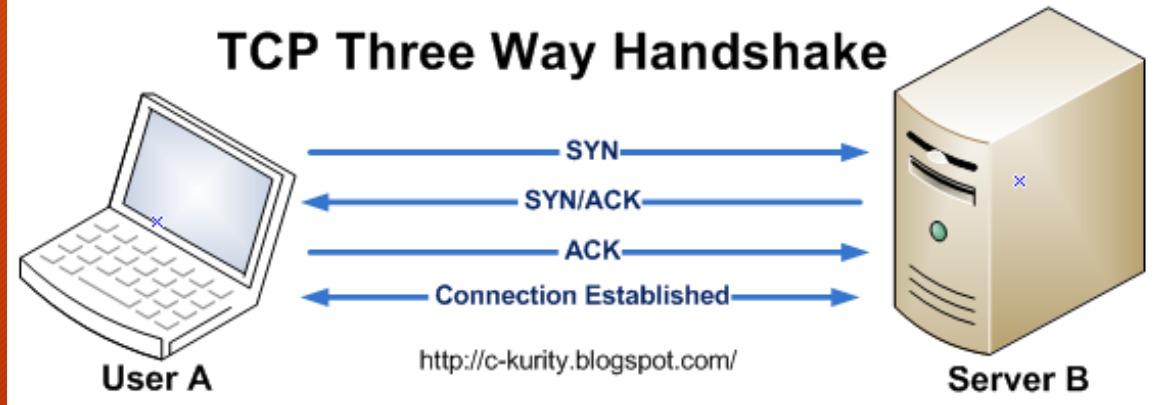 TCP Three Way Handshake
SYN
SYN/ACK
ACK
Connection Established
http://c-kurity.blogspot.com/
User A
Server B